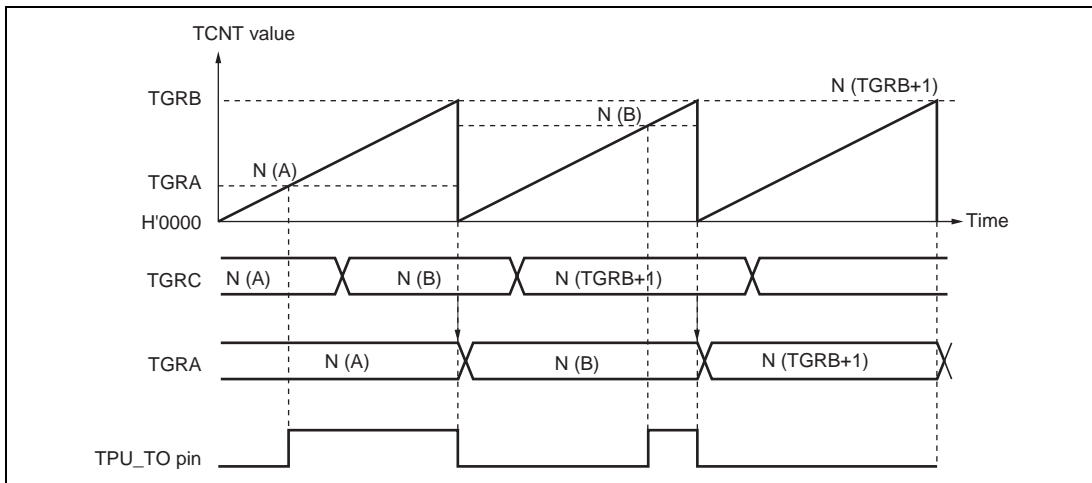 TCNT value
TGRB
N (TGRB+1)
N (B)
N (A)
TGRA
H'0000
Time
TGRC
N (A)
N (B)
N (TGRB+1)
TGRA
N (A)
N (B)
N (TGRB+1)
TPU_TO pin